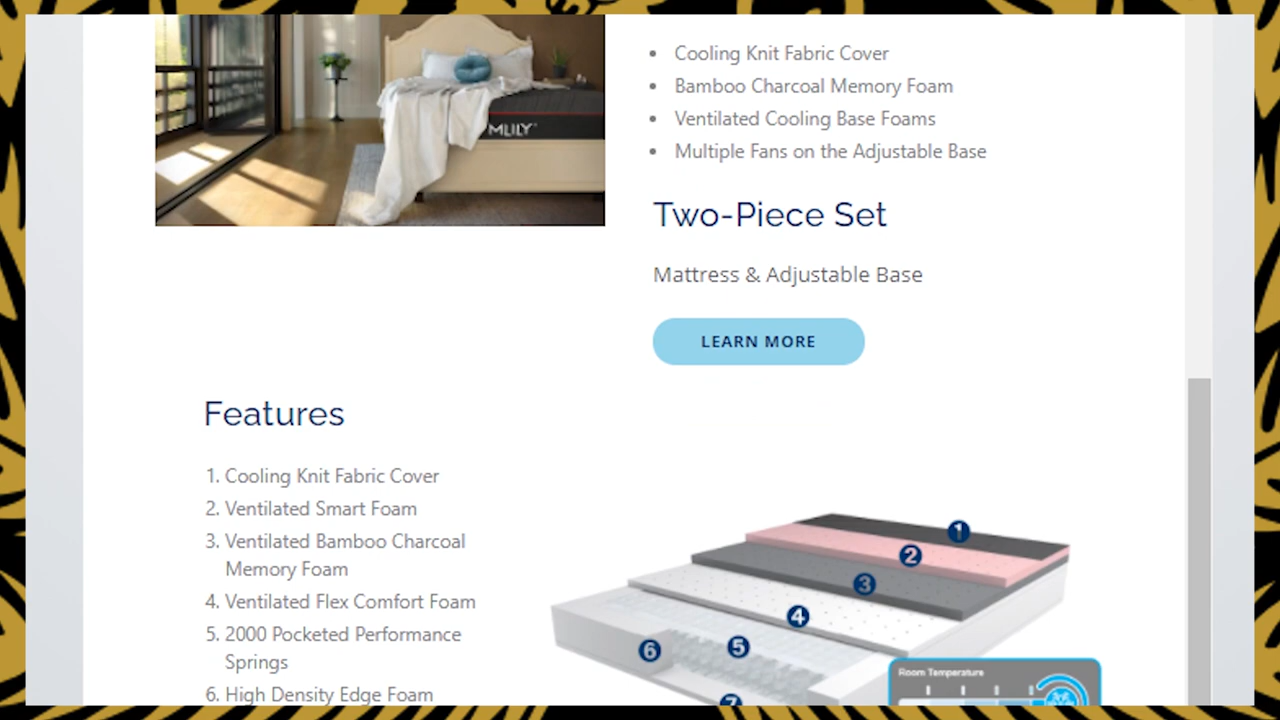 Cooling Knit Fabric Cover
Bamboo Charcoal Memory Foam
Ventilated Cooling Base Foams
Multiple Fans on the Adjustable Base
MLILY
Two-Piece Set
Mattress & Adjustable Base
LEARN MORE
Features
1. Cooling Knit Fabric Cover
2. Ventilated Smart Foam
3. Ventilated Bamboo Charcoal
Memory Foam
4. Ventilated Flex Comfort Foam
5. 2000 Pocketed Performance
Springs
6. High Density Edge Foam
1
2
3
4
5
6
7
Room Temperature